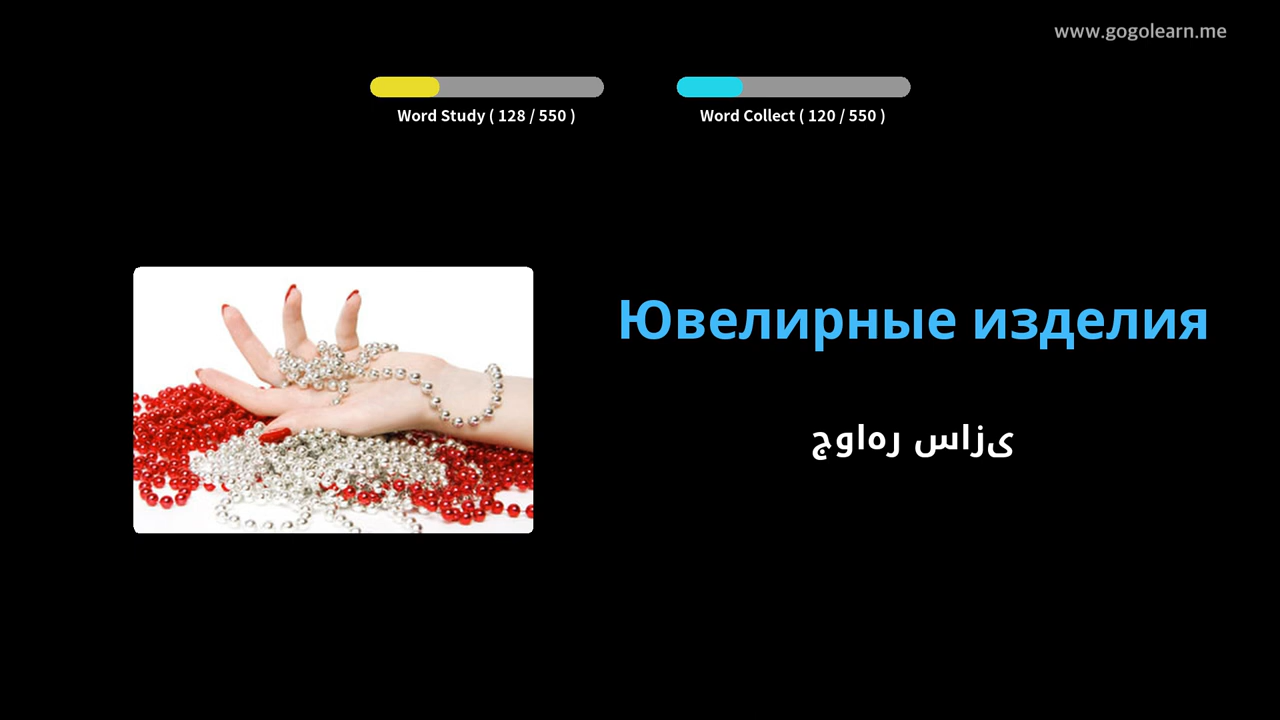 www.gogolearn.me
Word Study ( 128 / 550 )
Word Collect ( 120 / 550 )
Ювелирные изделия
جواهر سازی